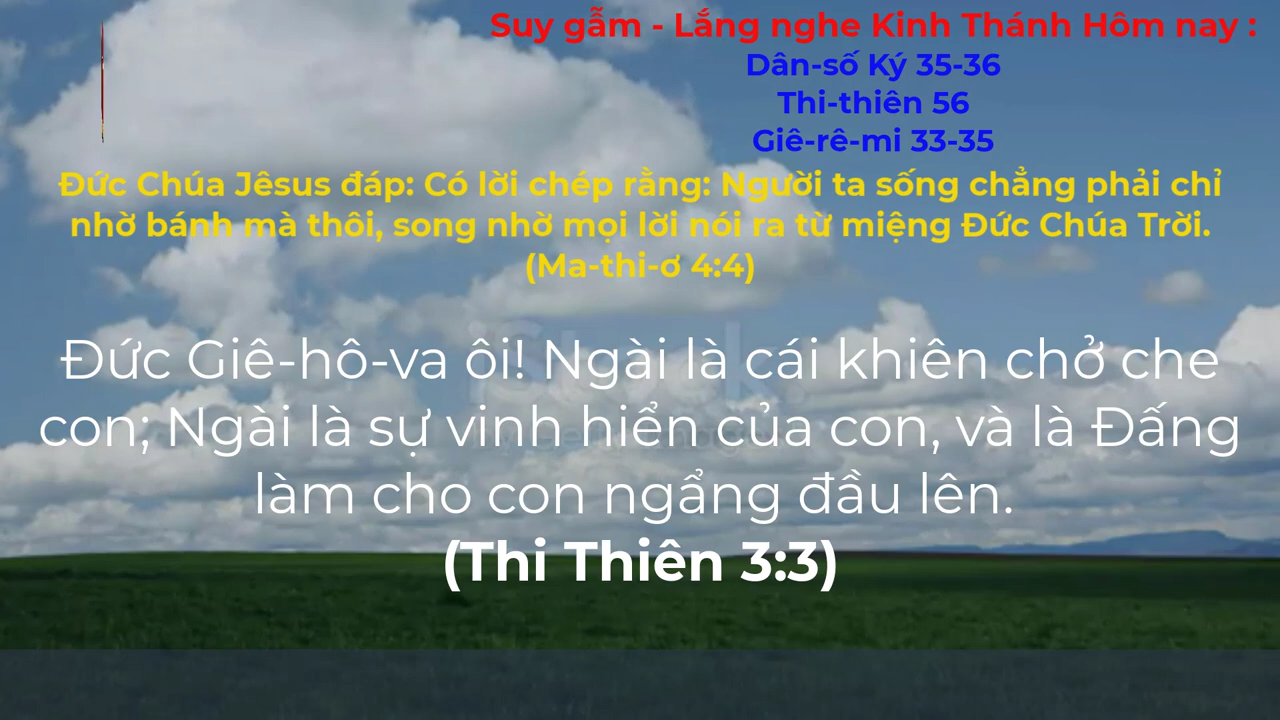 Suy gẫm - Lắng nghe Kinh Thánh Hôm nay :
Dân-số Ký 35-36
Thi-thiên 56
Giê-rê-mi 33-35
Đức Chúa Jêsus đáp: Có lời chép rằng: Người ta sống chẳng phải chỉ
nhờ bánh mà thôi, song nhờ mọi lời nói ra từ miệng Đức Chúa Trời.
(Ma-thi-ơ 4:4)
Đức Giê-hô-va ôi! Ngài là cái khiên chở che
con; Ngài là sự vinh hiển của con, và là Đấng
làm cho con ngẩng đầu lên.
(Thi Thiên 3:3)